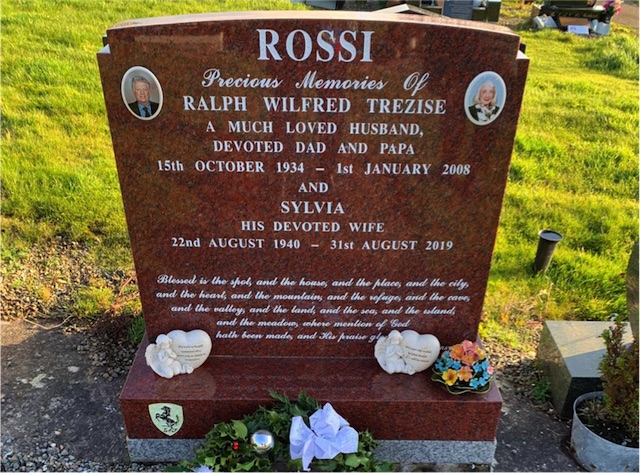 ROSSI
Precious Memories Of
RALPH WILFRED TREZISE
A MUCH LOVED HUSBAND,
DEVOTED DAD AND PAPA
15th OCTOBER 1934 – 1st JANUARY 2008
AND
SYLVIA
HIS DEVOTED WIFE
22nd AUGUST 1940 – 31st AUGUST 2019
Blessed is the spot, and the house, and the place, and the city,
and the heart, and the mountain, and the refuge, and the cave,
and the valley, and the land, and the sea, and the island,
and the meadow, where mention of God
hath been made, and His praise